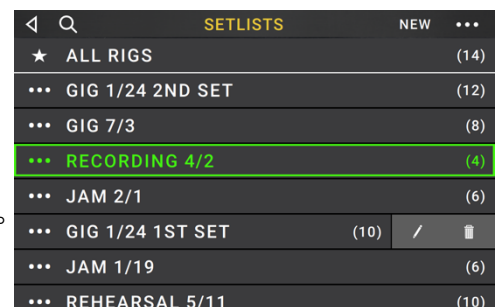 SETLISTS NEW
ALL RIGS (14)
GIG 1/24 2ND SET (12)
GIG 7/3 (8)
RECORDING 4/2 (4)
JAM 2/1 (6)
GIG 1/24 1ST SET (10)
JAM 1/19 (6)
REHEARSAL 5/11 (10)